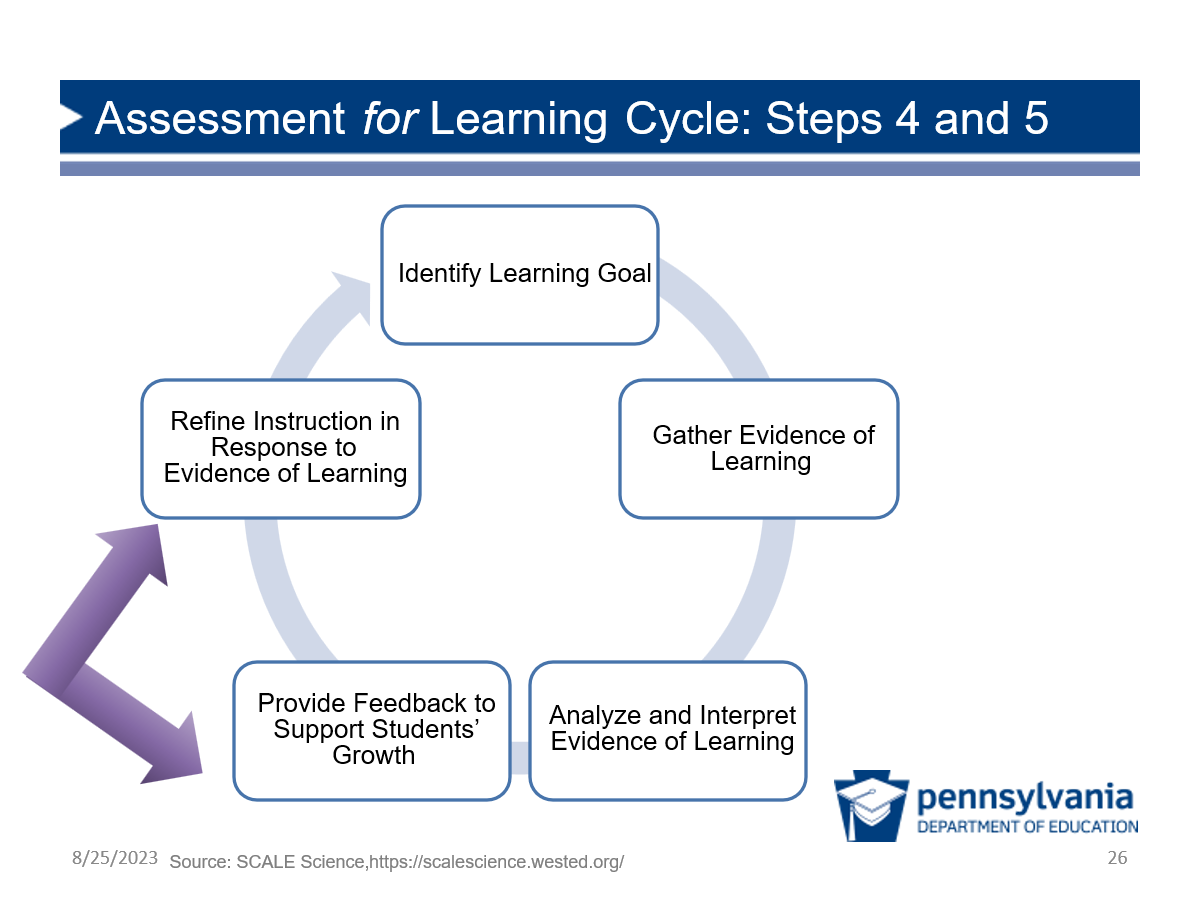 Assessment for Learning Cycle: Steps 4 and 5
Identify Learning Goal
Gather Evidence of
Learning
Analyze and Interpret
Evidence of Learning
Provide Feedback to
Support Students’
Growth
Refine Instruction in
Response to
Evidence of Learning
pennsylvania
DEPARTMENT OF EDUCATION
8/25/2023
Source: SCALE Science,https://scalescience.wested.org/
26